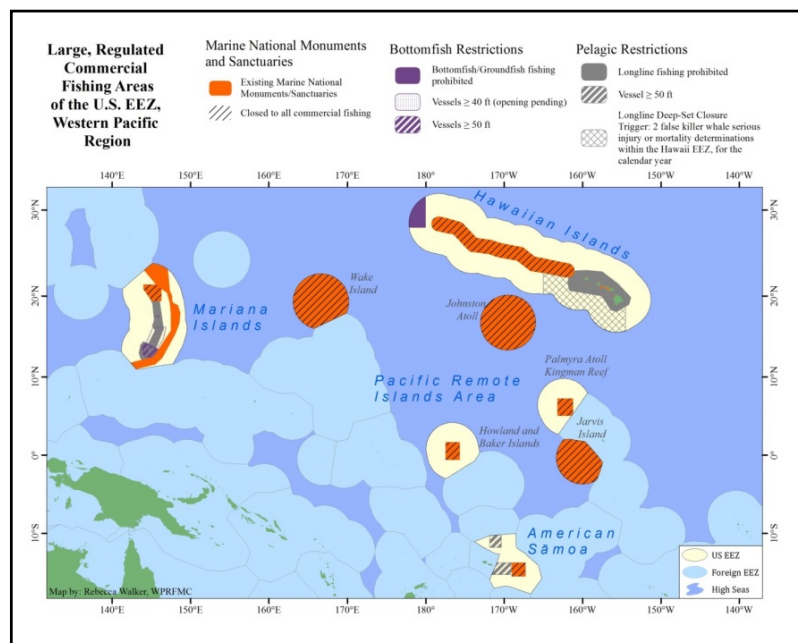 Large, Regulated
Commercial
Fishing Areas
of the U.S. EEZ,
Western Pacific
Region
Marine National Monuments
and Sanctuaries
Existing Marine National
Monuments/Sanctuaries
Closed to all commercial fishing
Bottomfish Restrictions
Bottomfish/Groundfish fishing
prohibited
Vessels ≥ 40 ft (opening pending)
Vessels ≥ 50 ft
Pelagic Restrictions
Longline fishing prohibited
Vessel ≥ 50 ft
Longline Deep-Set Closure
Trigger: 2 false killer whale serious
injury or mortality determinations
within the Hawaii EEZ, for the
calendar year
140°E 150°E 160°E 170°E 180° 170°W 160°W 150°W 140°W
30°N 30°N
Hawaiian Islands
20°N 20°N
Wake
Island
Mariana
Islands
Johnston
Atoll
10°N 10°N
Palmyra Atoll
Kingman Reef
Pacific Remote
Islands Area
Jarvis
Island
Howland and
Baker Islands
0° 0°
10°S 10°S
American
Sāmoa
US EEZ
Foreign EEZ
High Seas
Map by: Rebecca Walker, WPRFMC
140°E 150°E 160°E 170°E 180° 170°W 160°W 150°W 140°W